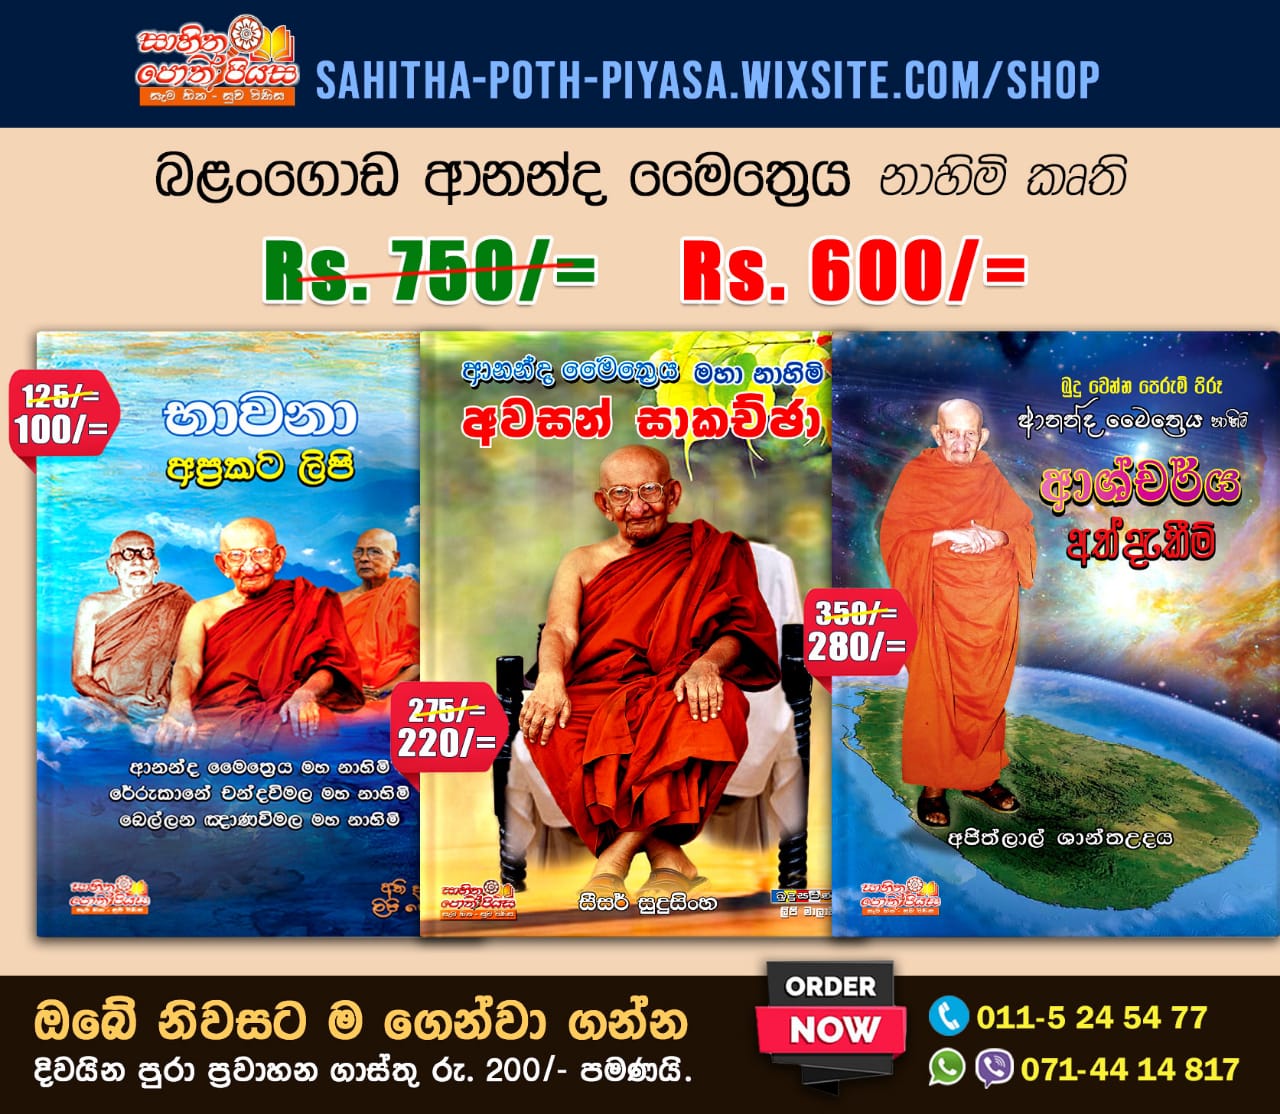 සාහිත
පොත් පියස
සැම හිත - සුව පිණිස
SAHITHA-POTH-PIYASA.WIXSITE.COM/SHOP
බළංගොඩ ආනන්ද මෛත්‍රෙය නාහිමි කෘති
Rs. 750/= Rs. 600/=
125/=
100/=
භාවනා
අප්‍රකට ලිපි
ආනන්ද මෛත්‍රෙය මහ නාහිමි
රේරුකානේ චන්දවිමල මහ නාහිමි
බෙල්ලන ඤාණවිමල මහ නාහිමි
සාහිත
පොත් පියස
සැම හිත - සුව පිණිස
275/=
220/=
ආනන්ද මෛත්‍රෙය මහා නාහිමි
අවසන් සාකච්ඡා
සීසර් සුදුසිංහ
සාහිත
පොත් පියස
සැම හිත - සුව පිණිස
350/=
280/=
බුදු වෙන්න පෙරුම් පිරූ
ආනන්ද මෛත්‍රෙය නාහිමි
ආශ්චර්ය
අත්දැකීම්
අජිත්ලාල් ශාන්තඋදය
සාහිත
පොත් පියස
සැම හිත - සුව පිණිස
ඔබේ නිවසට ම ගෙන්වා ගන්න
දිවයින පුරා ප්‍රවාහන ගාස්තු රු. 200/- පමණයි.
ORDER
NOW
011-5 24 54 77
071-44 14 817